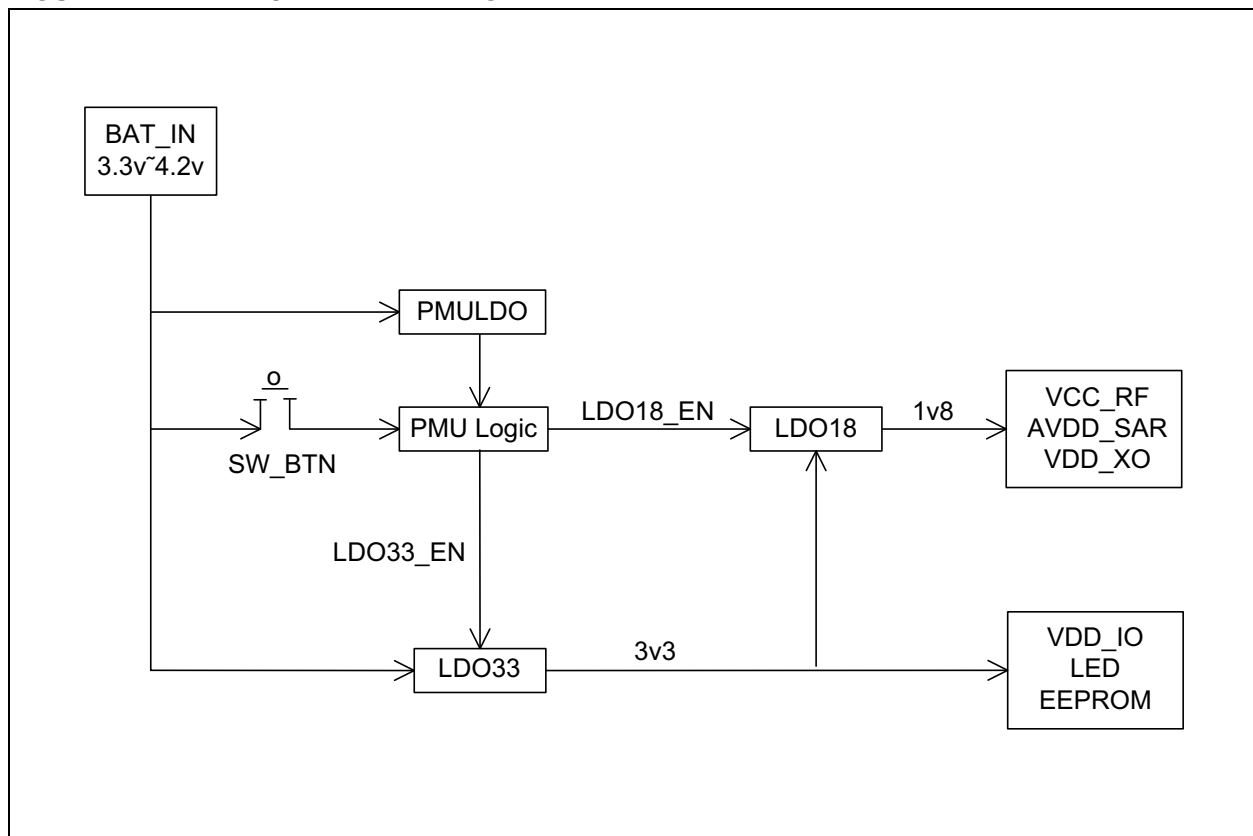 BAT_IN
3.3v~4.2v
PMULDO
o
SW_BTN
PMU Logic
LDO18_EN
LDO18
1v8
VCC_RF
AVDD_SAR
VDD_XO
LDO33_EN
LDO33
3v3
VDD_IO
LED
EEPROM